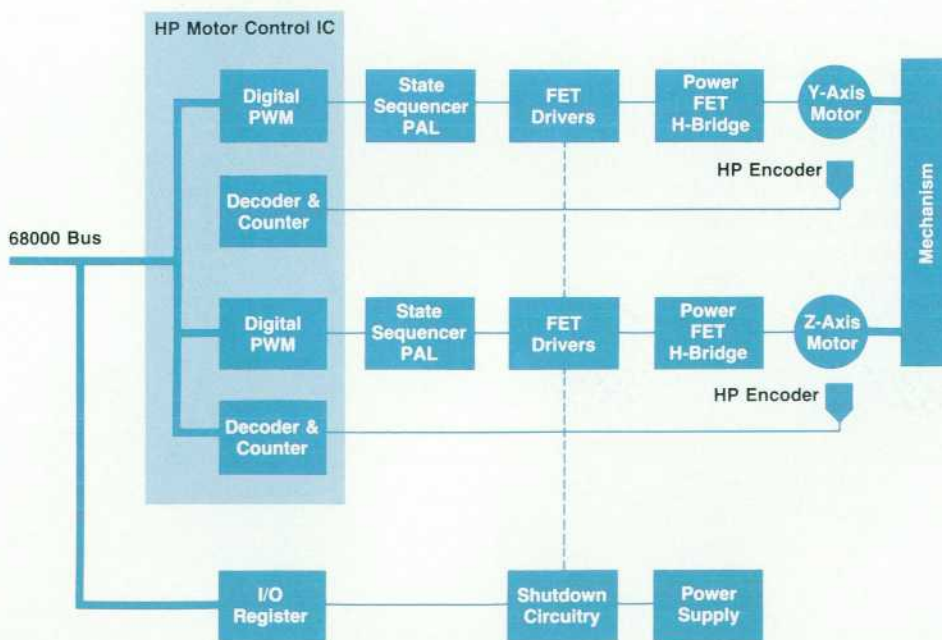 HP Motor Control IC
Digital
PWM
State
Sequencer
PAL
FET
Drivers
Power
FET
H-Bridge
Y-Axis
Motor
HP Encoder
Decoder &
Counter
68000 Bus
Mechanism
Digital
PWM
State
Sequencer
PAL
FET
Drivers
Power
FET
H-Bridge
Z-Axis
Motor
HP Encoder
Decoder &
Counter
I/O
Register
Shutdown
Circuitry
Power
Supply